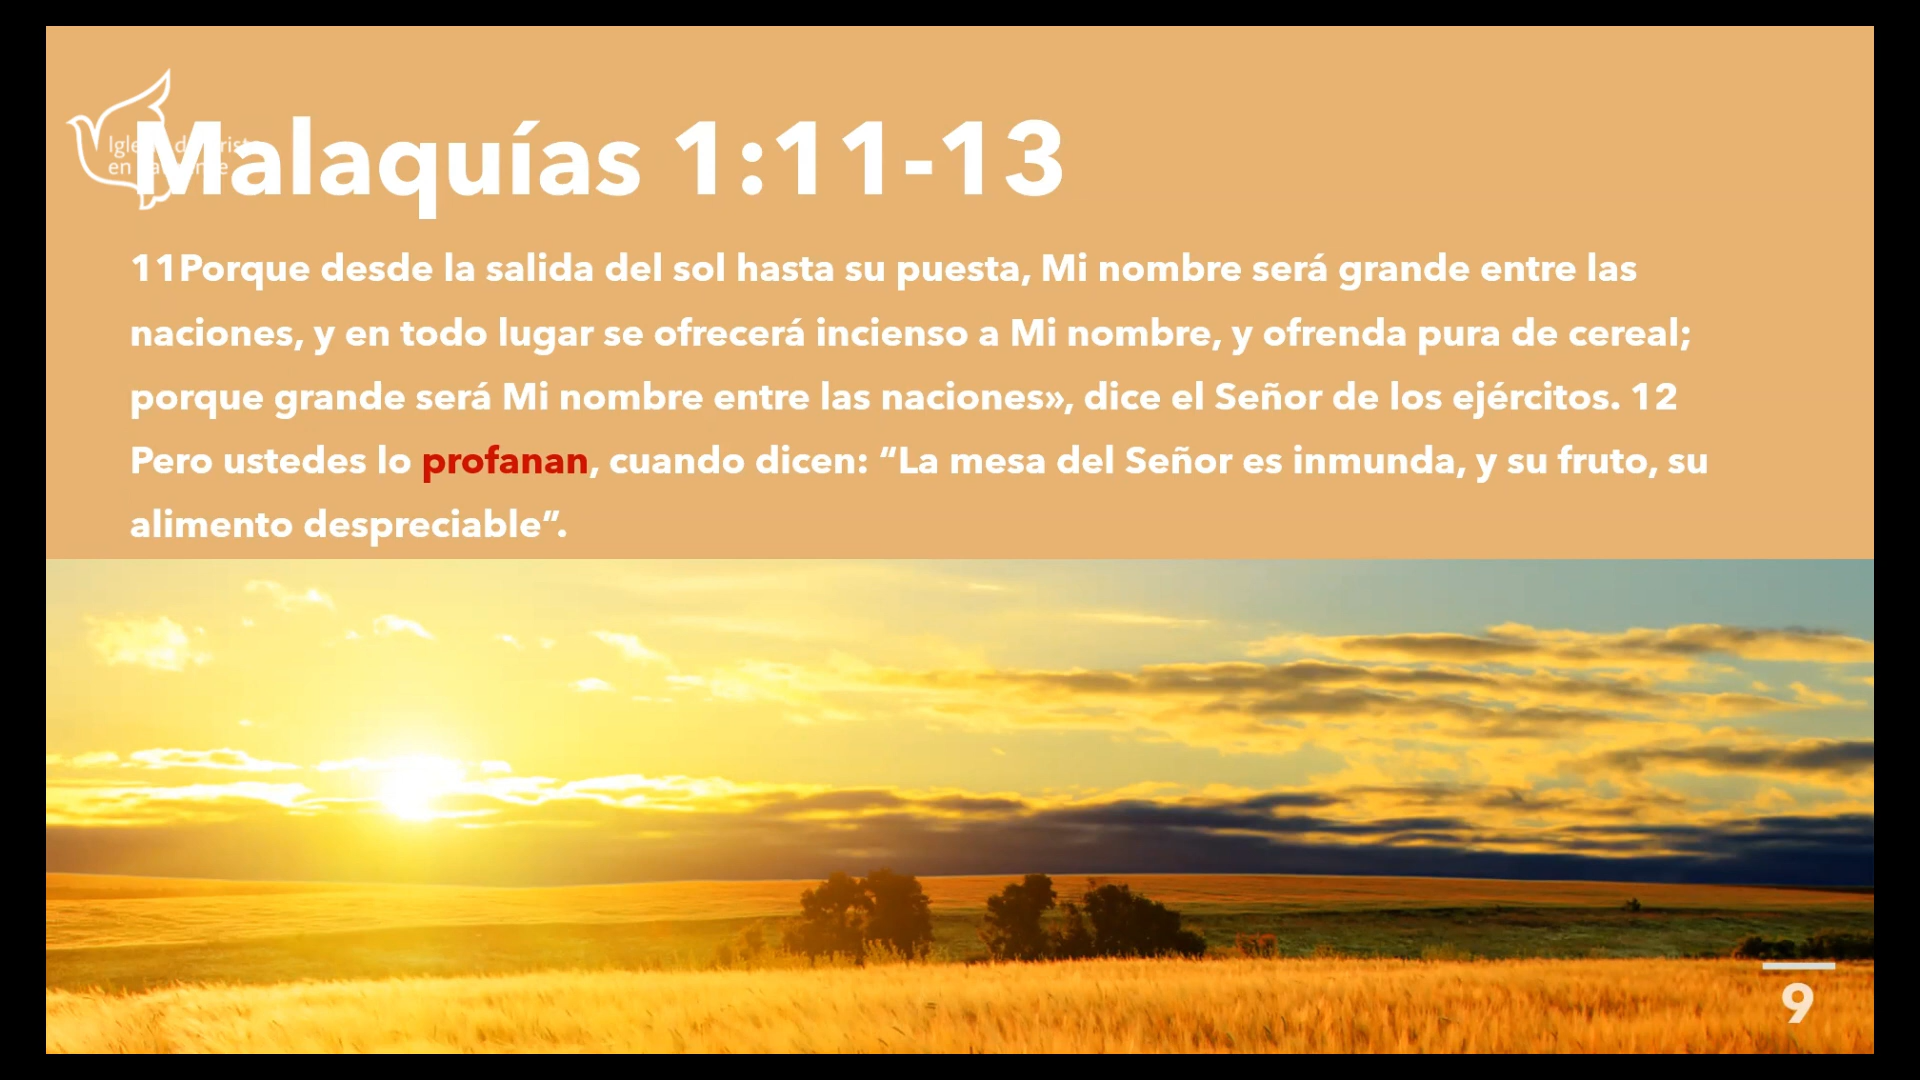 Malaquías 1:11-13
11Porque desde la salida del sol hasta su puesta, Mi nombre será grande entre las
naciones, y en todo lugar se ofrecerá incienso a Mi nombre, y ofrenda pura de cereal;
porque grande será Mi nombre entre las naciones», dice el Señor de los ejércitos. 12
Pero ustedes lo profanan, cuando dicen: “La mesa del Señor es inmunda, y su fruto, su
alimento despreciable”.
9